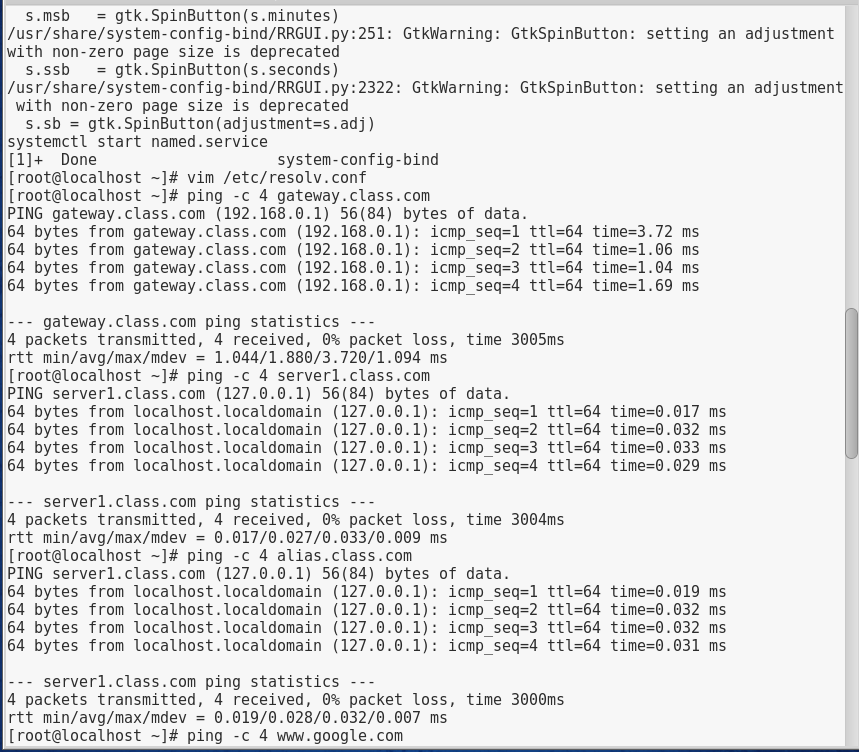 s.msb   = gtk.SpinButton(s.minutes)
/usr/share/system-config-bind/RRGUI.py:251: GtkWarning: GtkSpinButton: setting an adjustment
with non-zero page size is deprecated
  s.ssb   = gtk.SpinButton(s.seconds)
/usr/share/system-config-bind/RRGUI.py:2322: GtkWarning: GtkSpinButton: setting an adjustment
 with non-zero page size is deprecated
  s.sb = gtk.SpinButton(adjustment=s.adj)
systemctl start named.service
[1]+  Done                    system-config-bind
[root@localhost ~]# vim /etc/resolv.conf
[root@localhost ~]# ping -c 4 gateway.class.com
PING gateway.class.com (192.168.0.1) 56(84) bytes of data.
64 bytes from gateway.class.com (192.168.0.1): icmp_seq=1 ttl=64 time=3.72 ms
64 bytes from gateway.class.com (192.168.0.1): icmp_seq=2 ttl=64 time=1.06 ms
64 bytes from gateway.class.com (192.168.0.1): icmp_seq=3 ttl=64 time=1.04 ms
64 bytes from gateway.class.com (192.168.0.1): icmp_seq=4 ttl=64 time=1.69 ms

--- gateway.class.com ping statistics ---
4 packets transmitted, 4 received, 0% packet loss, time 3005ms
rtt min/avg/max/mdev = 1.044/1.880/3.720/1.094 ms
[root@localhost ~]# ping -c 4 server1.class.com
PING server1.class.com (127.0.0.1) 56(84) bytes of data.
64 bytes from localhost.localdomain (127.0.0.1): icmp_seq=1 ttl=64 time=0.017 ms
64 bytes from localhost.localdomain (127.0.0.1): icmp_seq=2 ttl=64 time=0.032 ms
64 bytes from localhost.localdomain (127.0.0.1): icmp_seq=3 ttl=64 time=0.033 ms
64 bytes from localhost.localdomain (127.0.0.1): icmp_seq=4 ttl=64 time=0.029 ms

--- server1.class.com ping statistics ---
4 packets transmitted, 4 received, 0% packet loss, time 3004ms
rtt min/avg/max/mdev = 0.017/0.027/0.033/0.009 ms
[root@localhost ~]# ping -c 4 alias.class.com
PING server1.class.com (127.0.0.1) 56(84) bytes of data.
64 bytes from localhost.localdomain (127.0.0.1): icmp_seq=1 ttl=64 time=0.019 ms
64 bytes from localhost.localdomain (127.0.0.1): icmp_seq=2 ttl=64 time=0.032 ms
64 bytes from localhost.localdomain (127.0.0.1): icmp_seq=3 ttl=64 time=0.032 ms
64 bytes from localhost.localdomain (127.0.0.1): icmp_seq=4 ttl=64 time=0.031 ms

--- server1.class.com ping statistics ---
4 packets transmitted, 4 received, 0% packet loss, time 3000ms
rtt min/avg/max/mdev = 0.019/0.028/0.032/0.007 ms
[root@localhost ~]# ping -c 4 www.google.com